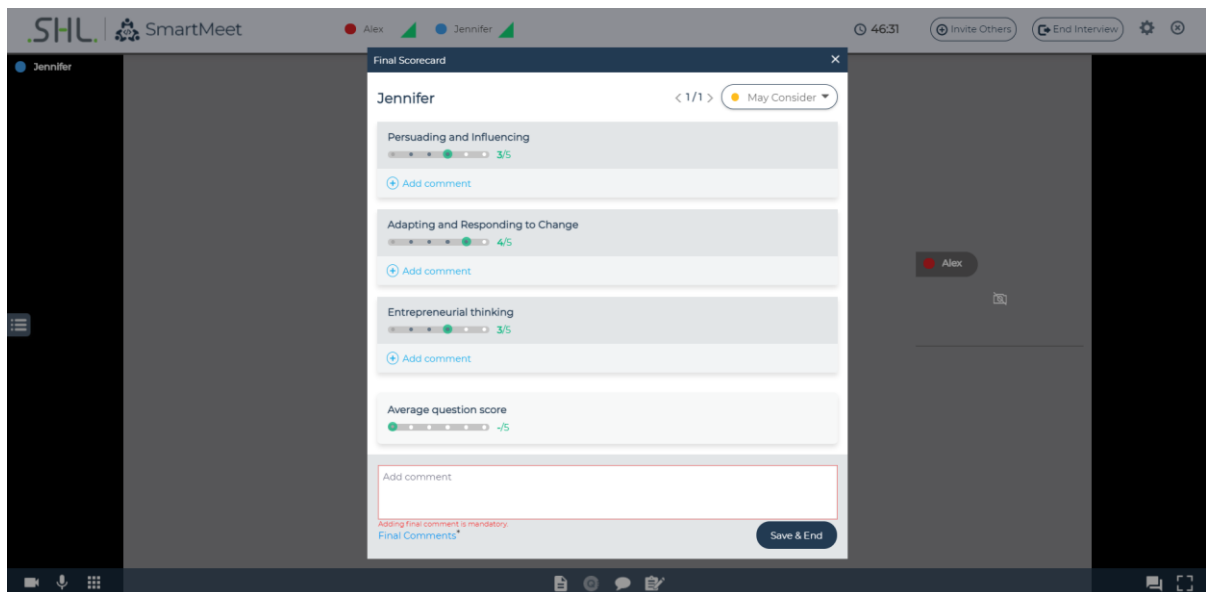 .SHL. SmartMeet
Alex
Jennifer
46:31
Invite Others
End Interview
Jennifer
Final Scorecard
Jennifer
< 1/1 >
May Consider
Persuading and Influencing
3/5
Add comment
Adapting and Responding to Change
4/5
Add comment
Entrepreneurial thinking
3/5
Add comment
Average question score
-/5
Add comment
Adding final comment is mandatory.
Final Comments*
Save & End
Alex